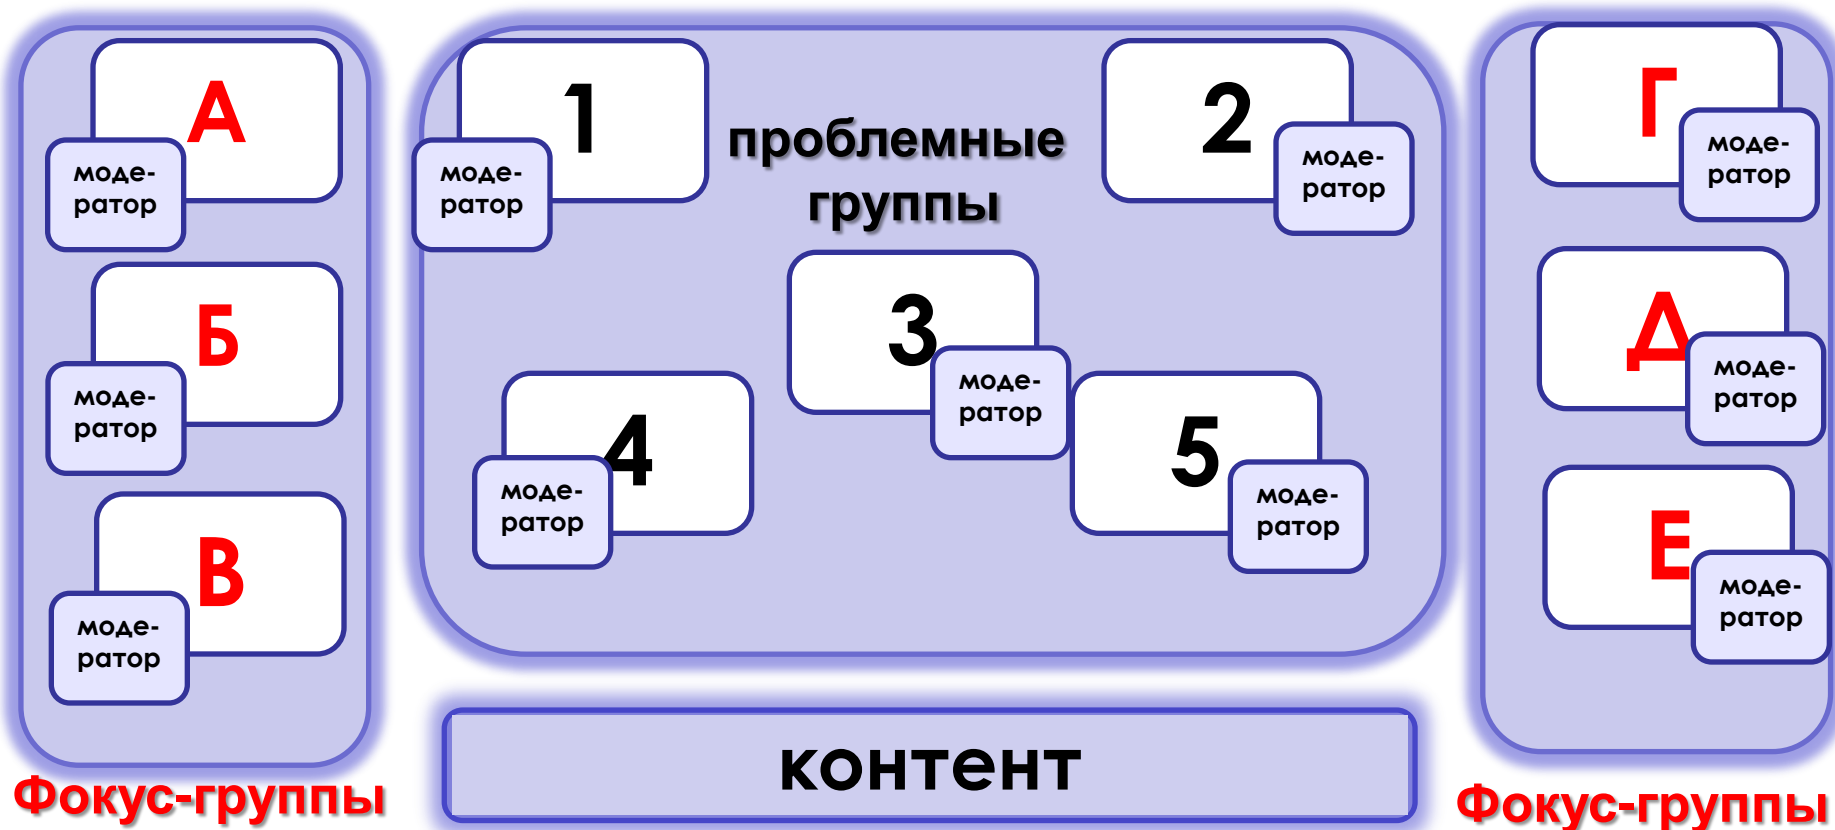 А
моде-
ратор
Б
моде-
ратор
В
моде-
ратор
Фокус-группы
1
моде-
ратор
проблемные
группы
2
моде-
ратор
3
моде-
ратор
4
моде-
ратор
5
моде-
ратор
контент
Г
моде-
ратор
Д
моде-
ратор
Е
моде-
ратор
Фокус-группы